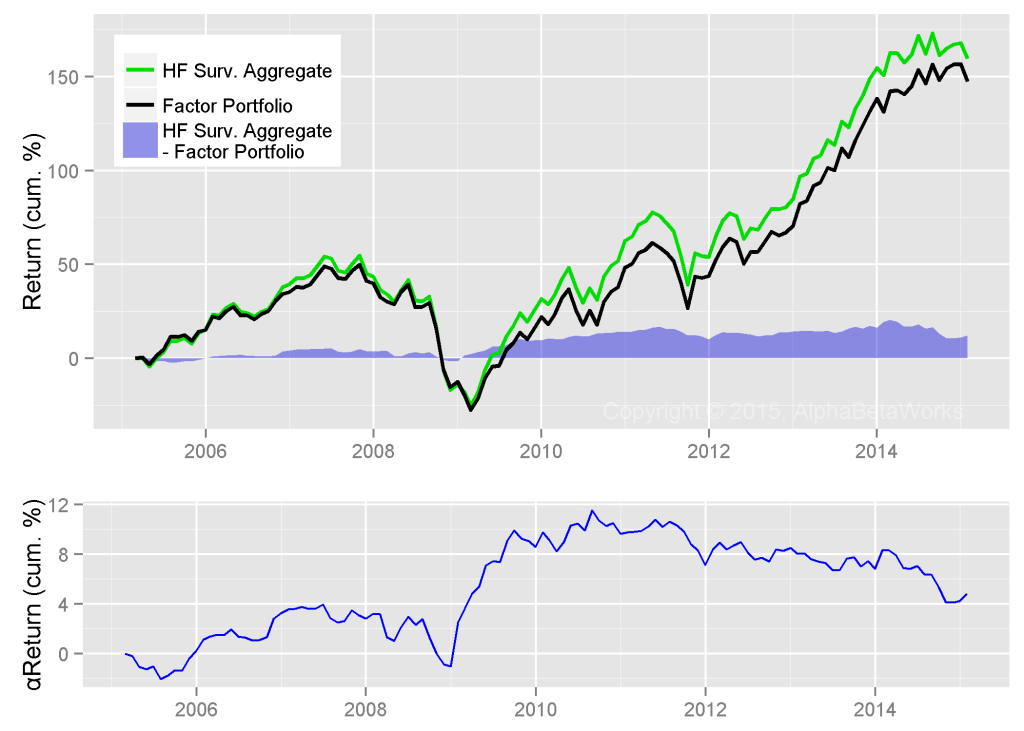 Return (cum. %)
150
100
50
0
HF Surv. Aggregate
Factor Portfolio
HF Surv. Aggregate
- Factor Portfolio
Copyright © 2015, AlphaBetaWorks
2006 2008 2010 2012 2014
αReturn (cum. %)
12
8
4
0
2006 2008 2010 2012 2014